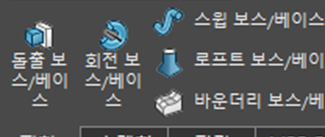 돌출 보
스/베이
스
회전 보
스/베이
스
스윕 보스/베이스
로프트 보스/베이
바운더리 보스/베